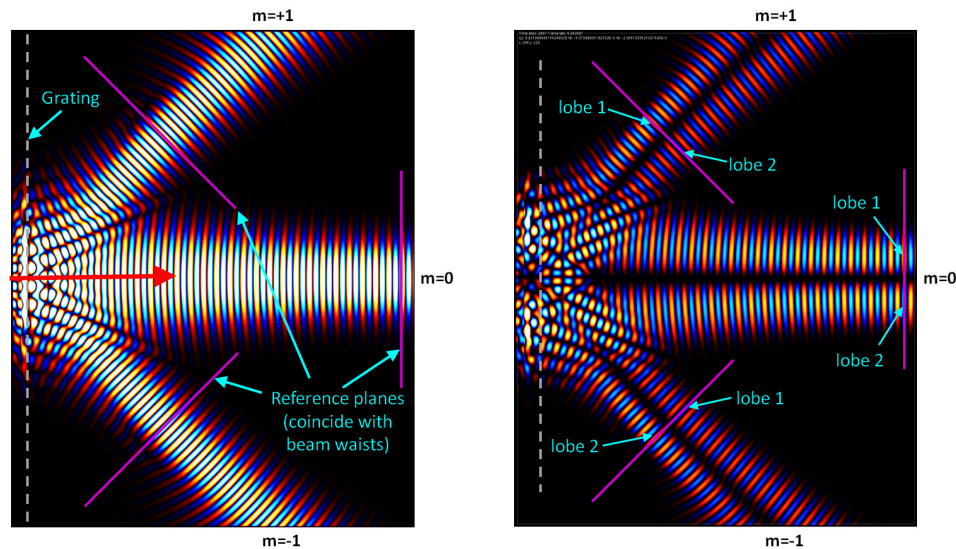 m=+1
Grating
m=0
Reference planes
(coincide with
beam waists)
m=-1
m=+1
lobe 1
lobe 2
lobe 1
m=0
lobe 2
lobe 1
lobe 2
m=-1